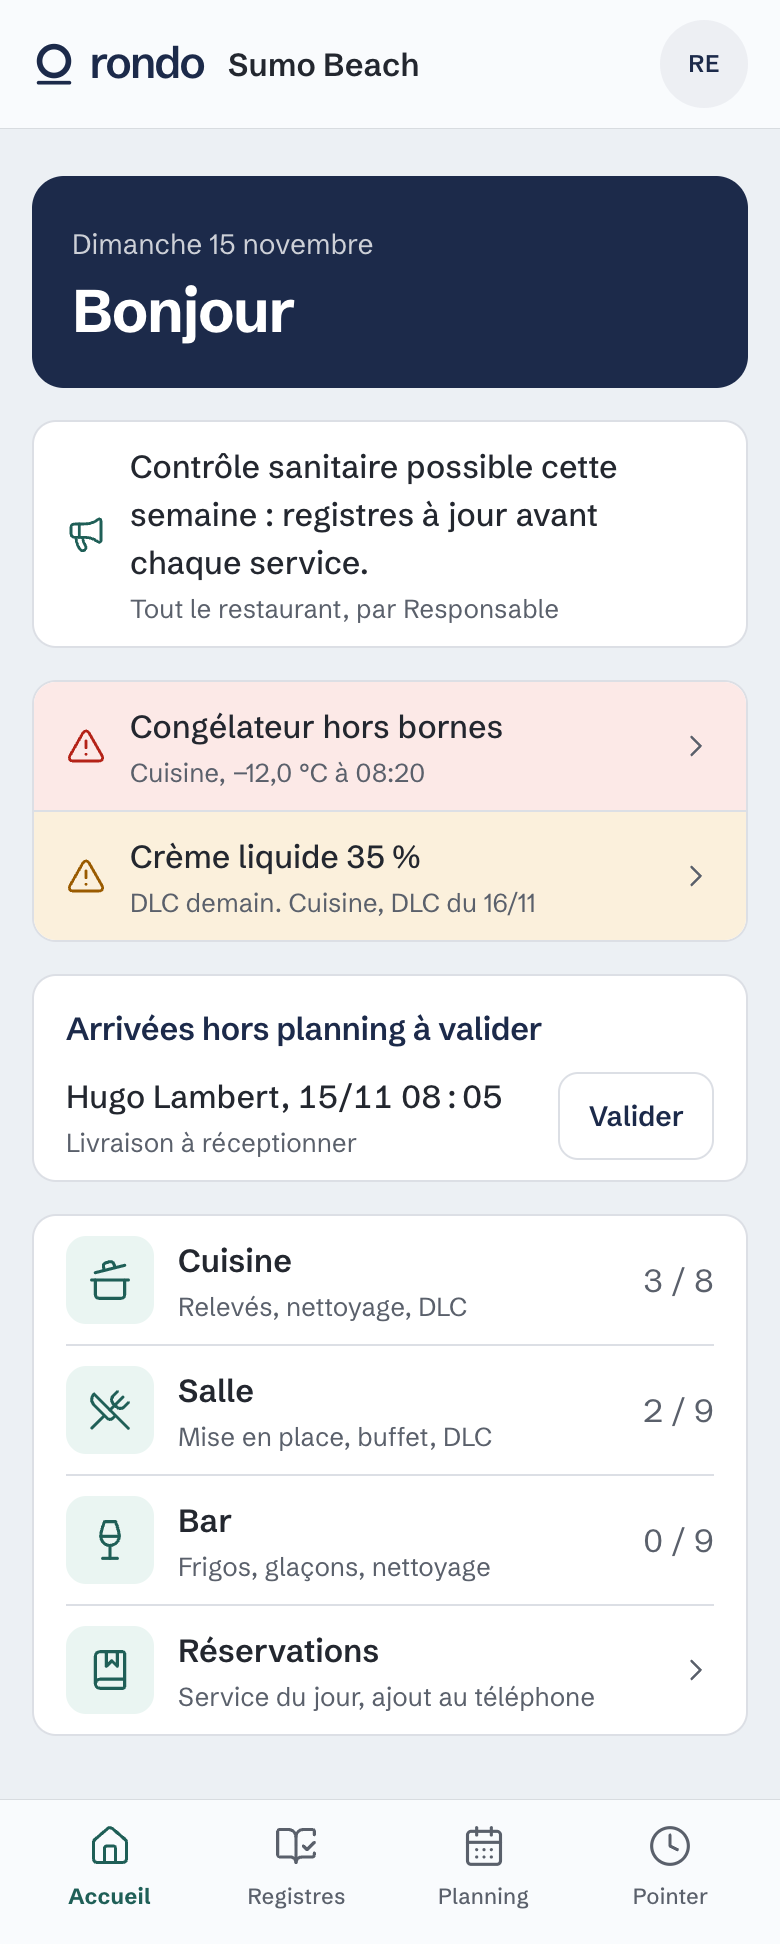 rondo Sumo Beach RE
Dimanche 15 novembre
Bonjour
Contrôle sanitaire possible cette
semaine : registres à jour avant
chaque service.
Tout le restaurant, par Responsable
Congélateur hors bornes
Cuisine, −12,0 °C à 08:20
Crème liquide 35 %
DLC demain. Cuisine, DLC du 16/11
Arrivées hors planning à valider
Hugo Lambert, 15/11 08:05
Livraison à réceptionner
Valider
Cuisine
Relevés, nettoyage, DLC
3 / 8
Salle
Mise en place, buffet, DLC
2 / 9
Bar
Frigos, glaçons, nettoyage
0 / 9
Réservations
Service du jour, ajout au téléphone
Accueil Registres Planning Pointer